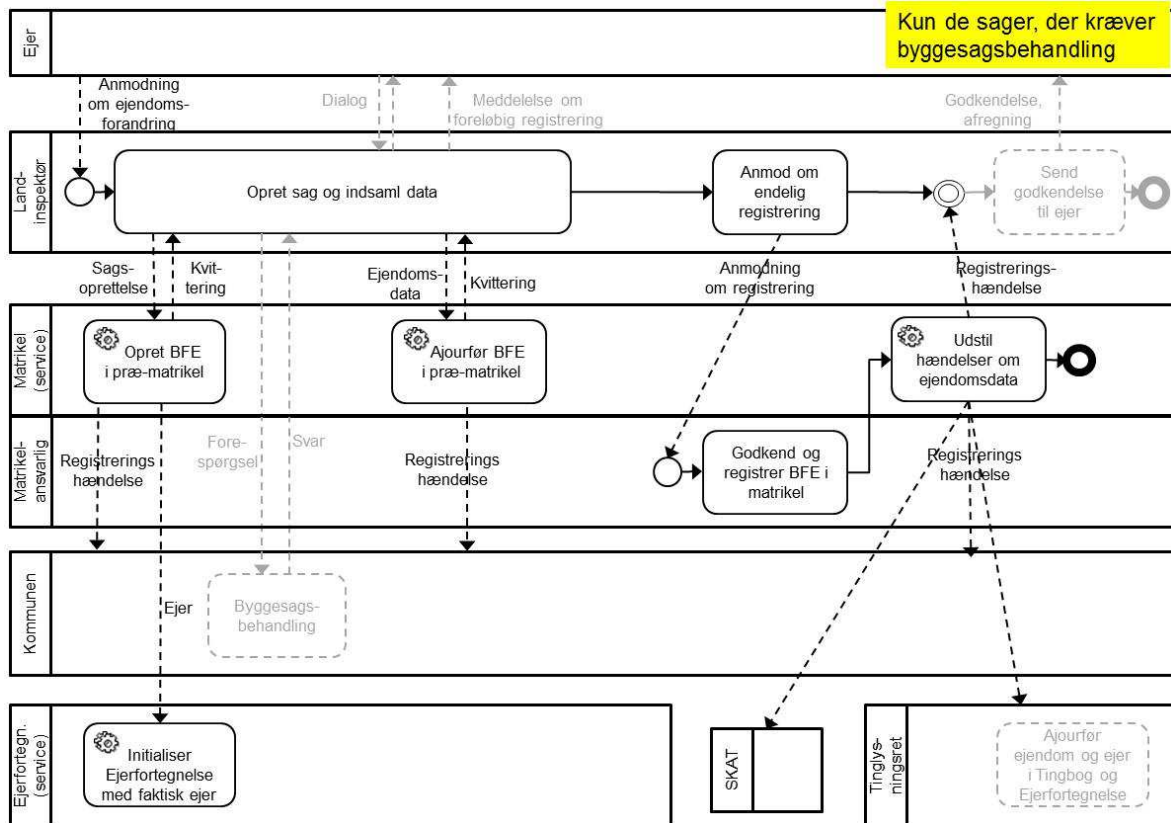 Kun de sager, der kræver
byggesagsbehandling
Ejer
Anmodning
om ejendoms-
forandring
Dialog
Meddelelse om
foreløbig registrering
Godkendelse,
afregning
Land-
inspektør
Opret sag og indsaml data
Anmod om
endelig
registrering
Send
godkendelse
til ejer
Sags-
oprettelse
Kvit-
tering
Ejendoms-
data
Kvittering
Anmodning
om registrering
Registrerings-
hændelse
Matrikel
(service)
Opret BFE
i præ-matrikel
Ajourfør BFE
i præ-matrikel
Udstil
hændelser om
ejendomsdata
Matrikel-
ansvarlig
Registrerings
hændelse
Fore-
spørgsel
Svar
Registrerings
hændelse
Godkend og
registrer BFE i
matrikel
Registrerings
hændelse
Kommunen
Ejer
Byggesags-
behandling
Ejerfortegn.
(service)
Initialiser
Ejerfortegnelse
med faktisk ejer
SKAT
Tinglys-
ningsret
Ajourfør
ejendom og ejer
i Tingbog og
Ejerfortegnelse